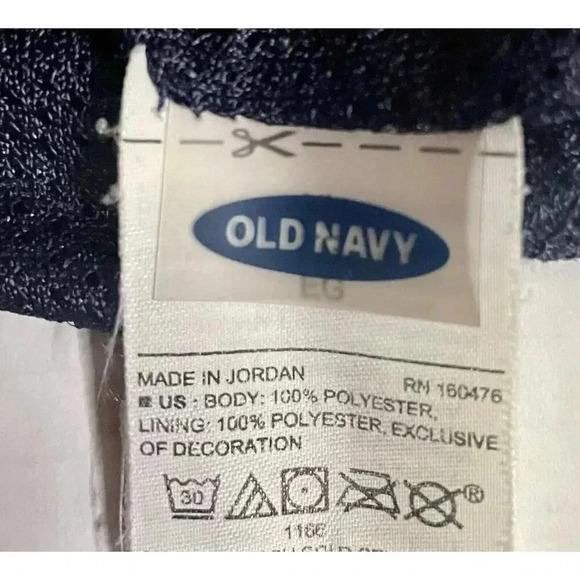 OLD NAVY
EG
MADE IN JORDAN RN 160476
US - BODY: 100% POLYESTER,
LINING: 100% POLYESTER, EXCLUSIVE
OF DECORATION
30 ®
1166